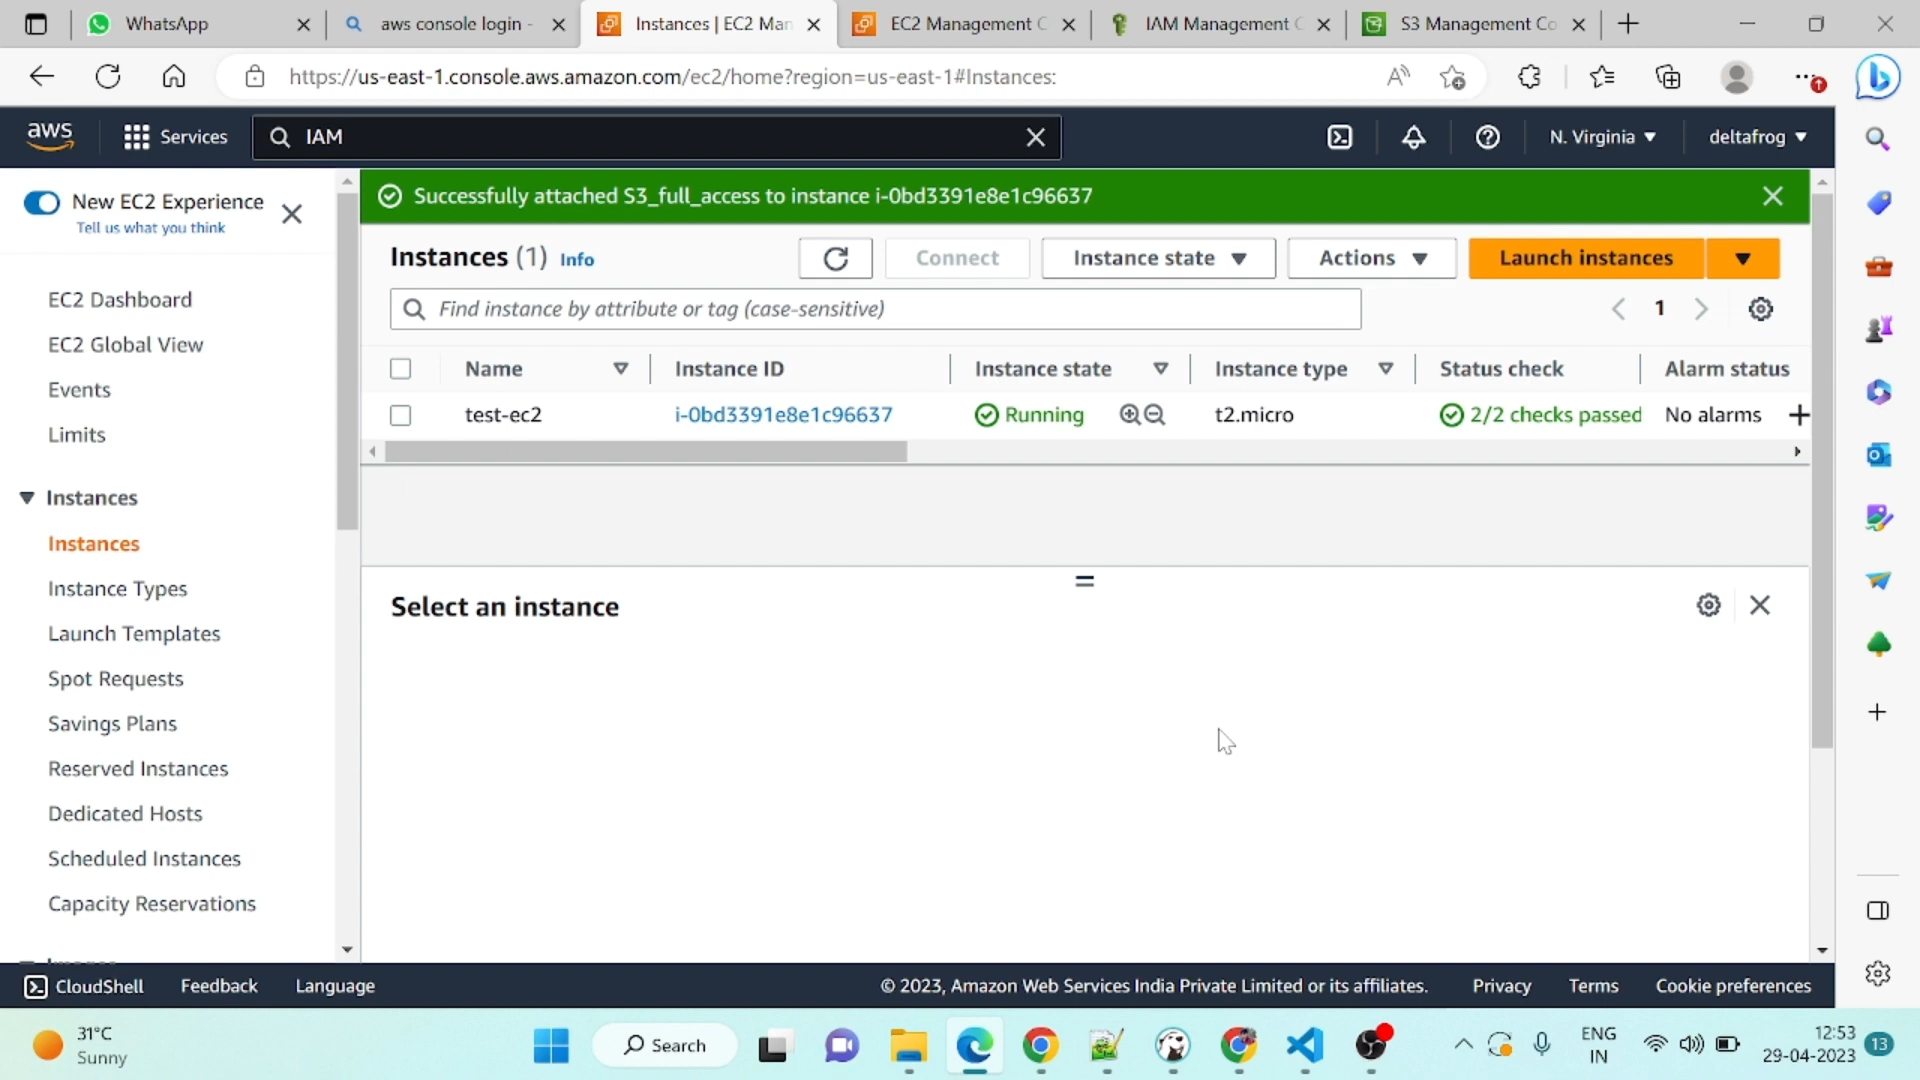 WhatsApp
aws console login -
Instances | EC2 Man
EC2 Management C
IAM Management C
S3 Management Co
https://us-east-1.console.aws.amazon.com/ec2/home?region=us-east-1#Instances:
aws
Services
IAM
N. Virginia
deltafrog
New EC2 Experience
Tell us what you think
Successfully attached S3_full_access to instance i-0bd3391e8e1c96637
Instances (1) Info
Connect
Instance state
Actions
Launch instances
Find instance by attribute or tag (case-sensitive)
1
Name
Instance ID
Instance state
Instance type
Status check
Alarm status
test-ec2
i-0bd3391e8e1c96637
Running
t2.micro
2/2 checks passed
No alarms
Select an instance
EC2 Dashboard
EC2 Global View
Events
Limits
Instances
Instances
Instance Types
Launch Templates
Spot Requests
Savings Plans
Reserved Instances
Dedicated Hosts
Scheduled Instances
Capacity Reservations
CloudShell
Feedback
Language
© 2023, Amazon Web Services India Private Limited or its affiliates.
Privacy
Terms
Cookie preferences
31°C
Sunny
Search
ENG
IN
12:53
29-04-2023
13